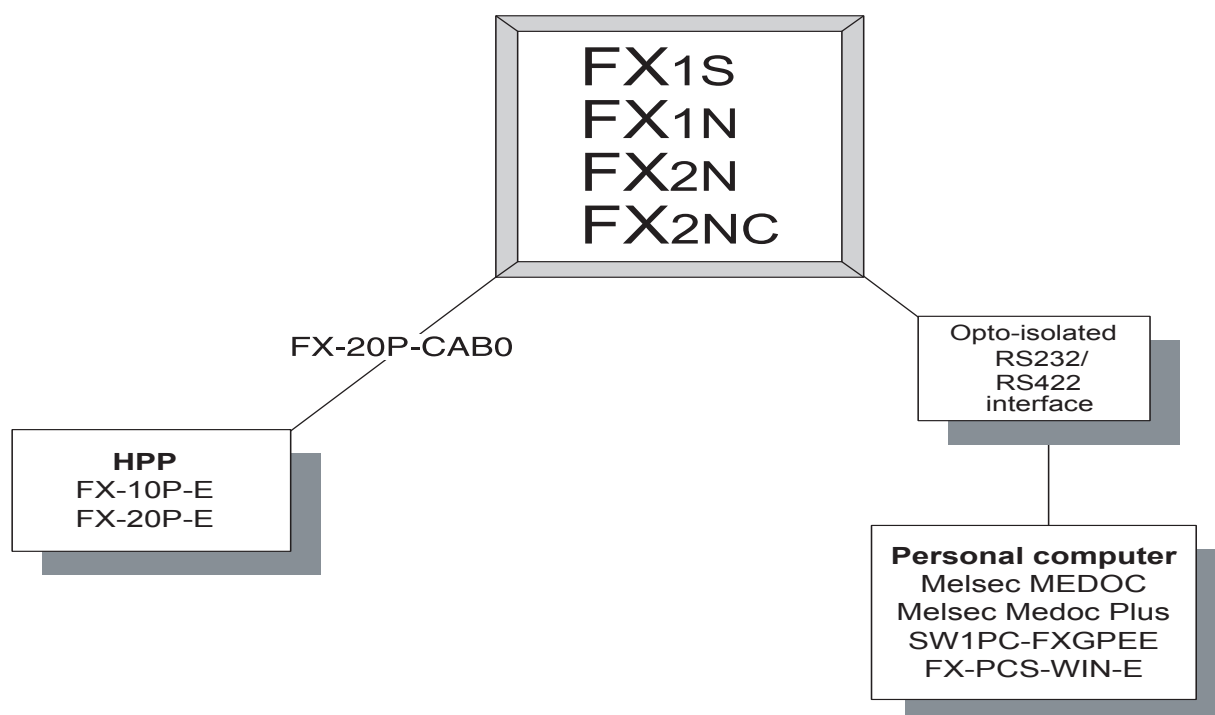 FX1S
FX1N
FX2N
FX2NC
FX-20P-CAB0
Opto-isolated
RS232/
RS422
interface
HPP
FX-10P-E
FX-20P-E
Personal computer
Melsec MEDOC
Melsec Medoc Plus
SW1PC-FXGPEE
FX-PCS-WIN-E